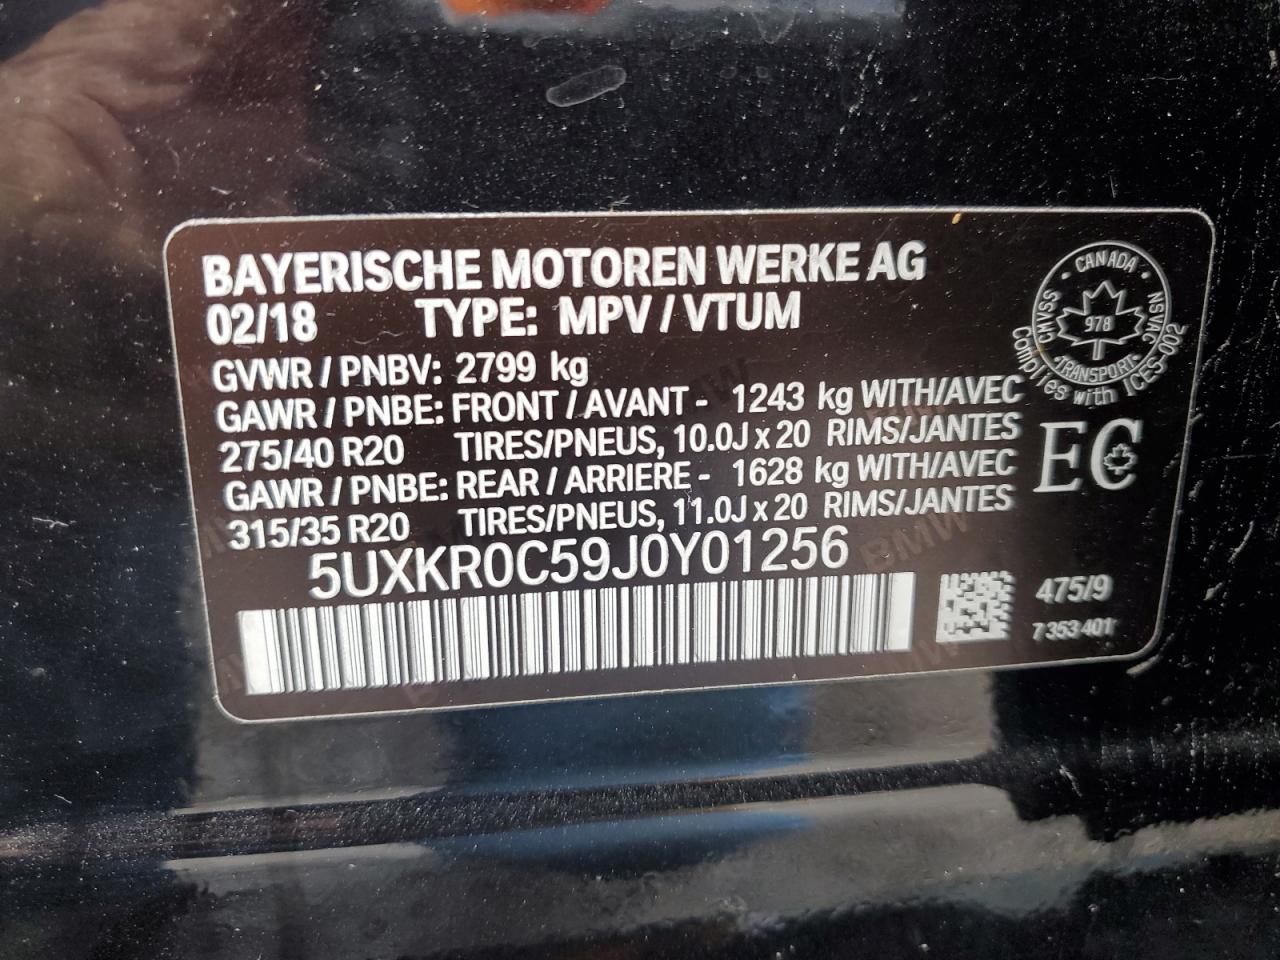 BAYERISCHE MOTOREN WERKE AG
02/18 TYPE: MPV / VTUM
GVWR / PNBV: 2799 kg
GAWR / PNBE: FRONT / AVANT - 1243 kg WITH/AVEC
275/40 R20 TIRES/PNEUS, 10.0J x 20 RIMS/JANTES
GAWR / PNBE: REAR / ARRIERE - 1628 kg WITH/AVEC
315/35 R20 TIRES/PNEUS, 11.0J x 20 RIMS/JANTES
5UXKR0C59J0Y01256
CANADA
CMVSS 978 NSVAC
TRANSPORT
Complies with ICES-002
EC
475/9
7 353 401
BMW
BMW
BMW